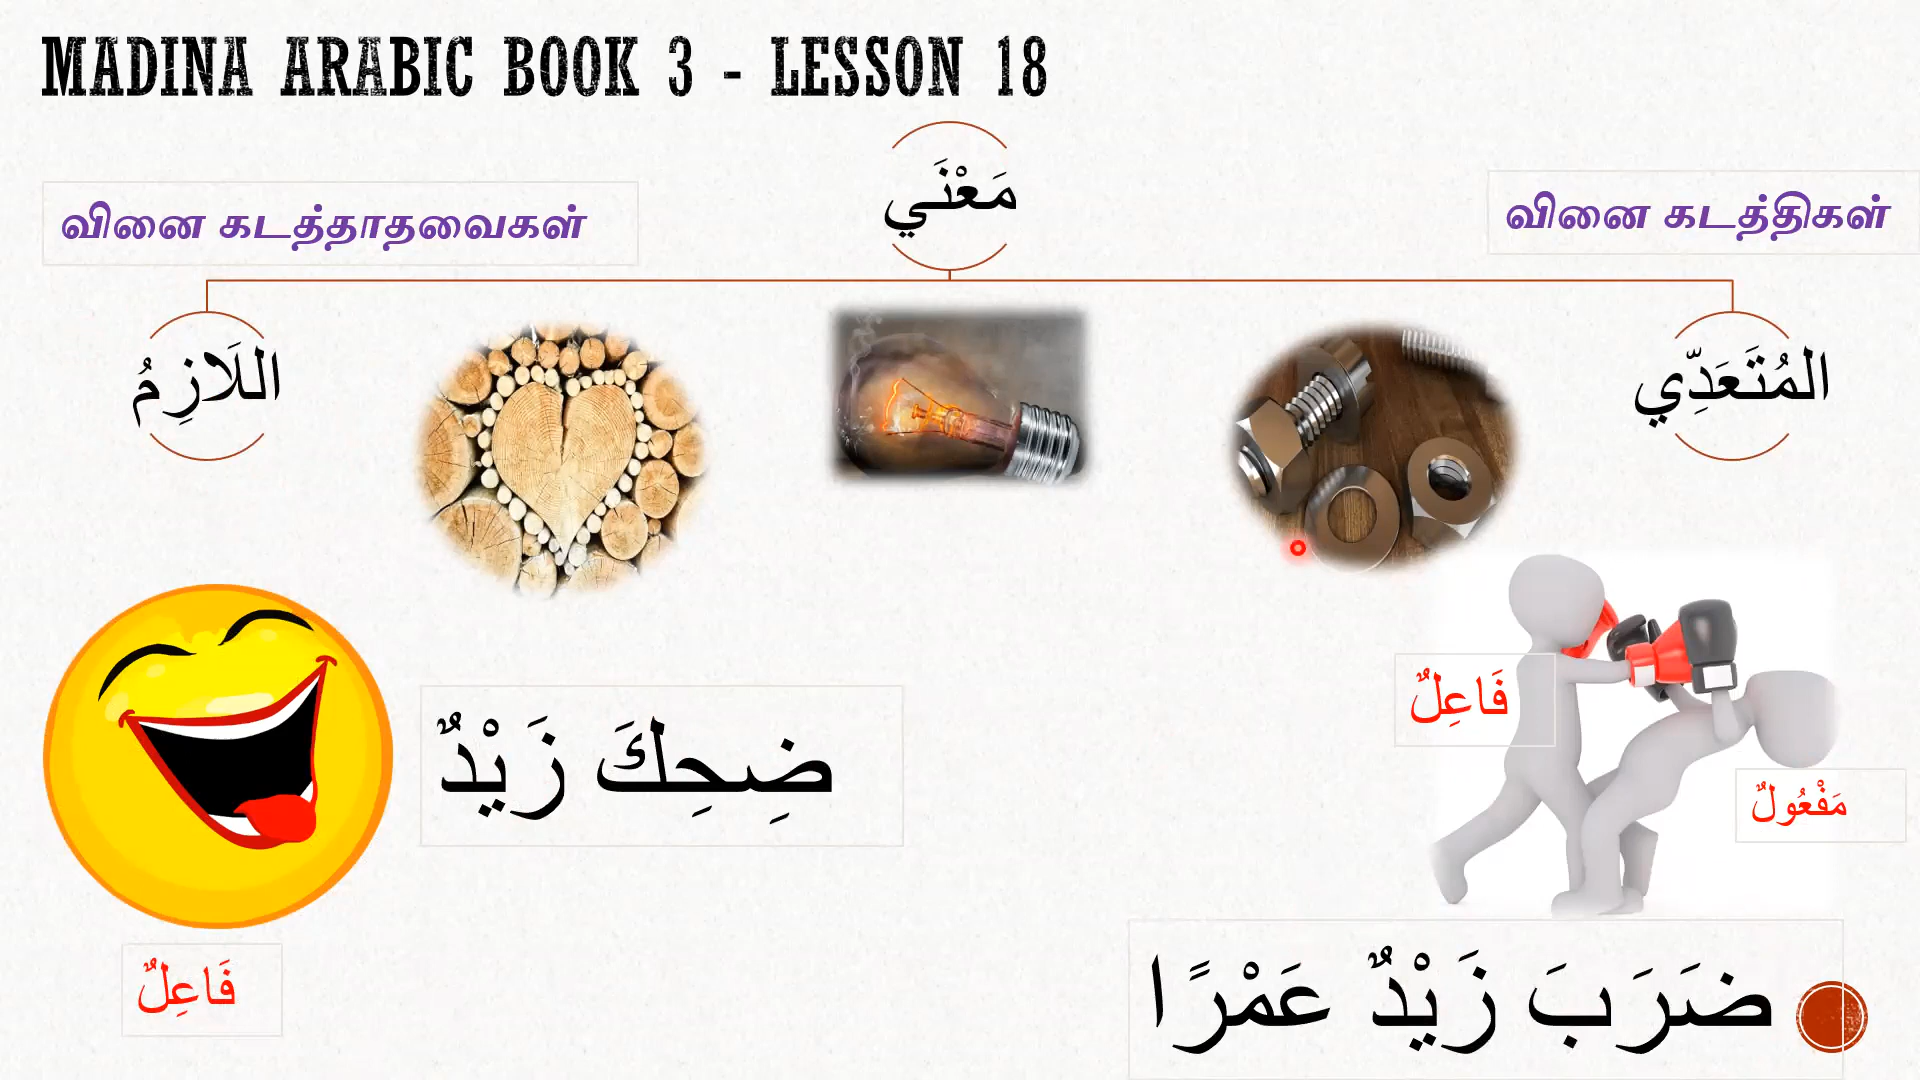 MADINA ARABIC BOOK 3 - LESSON 18
مَعْنَي
வினை கடத்தாதவைகள்
வினை கடத்திகள்
اللَازِمُ
المُتَعَدِّي
فَاعِلٌ
مَفْعُولٌ
ضِحِكَ زَيْدٌ
فَاعِلٌ
ضَرَبَ زَيْدٌ عَمْرًا